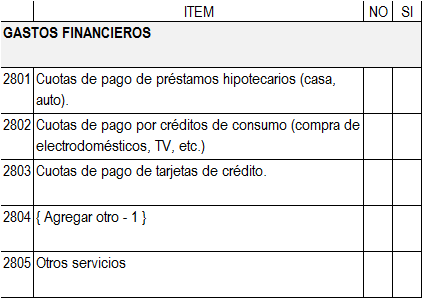 ITEM NO SI
GASTOS FINANCIEROS
2801 Cuotas de pago de préstamos hipotecarios (casa,
auto).
2802 Cuotas de pago por créditos de consumo (compra de
electrodomésticos, TV, etc.)
2803 Cuotas de pago de tarjetas de crédito.
2804 { Agregar otro - 1 }
2805 Otros servicios